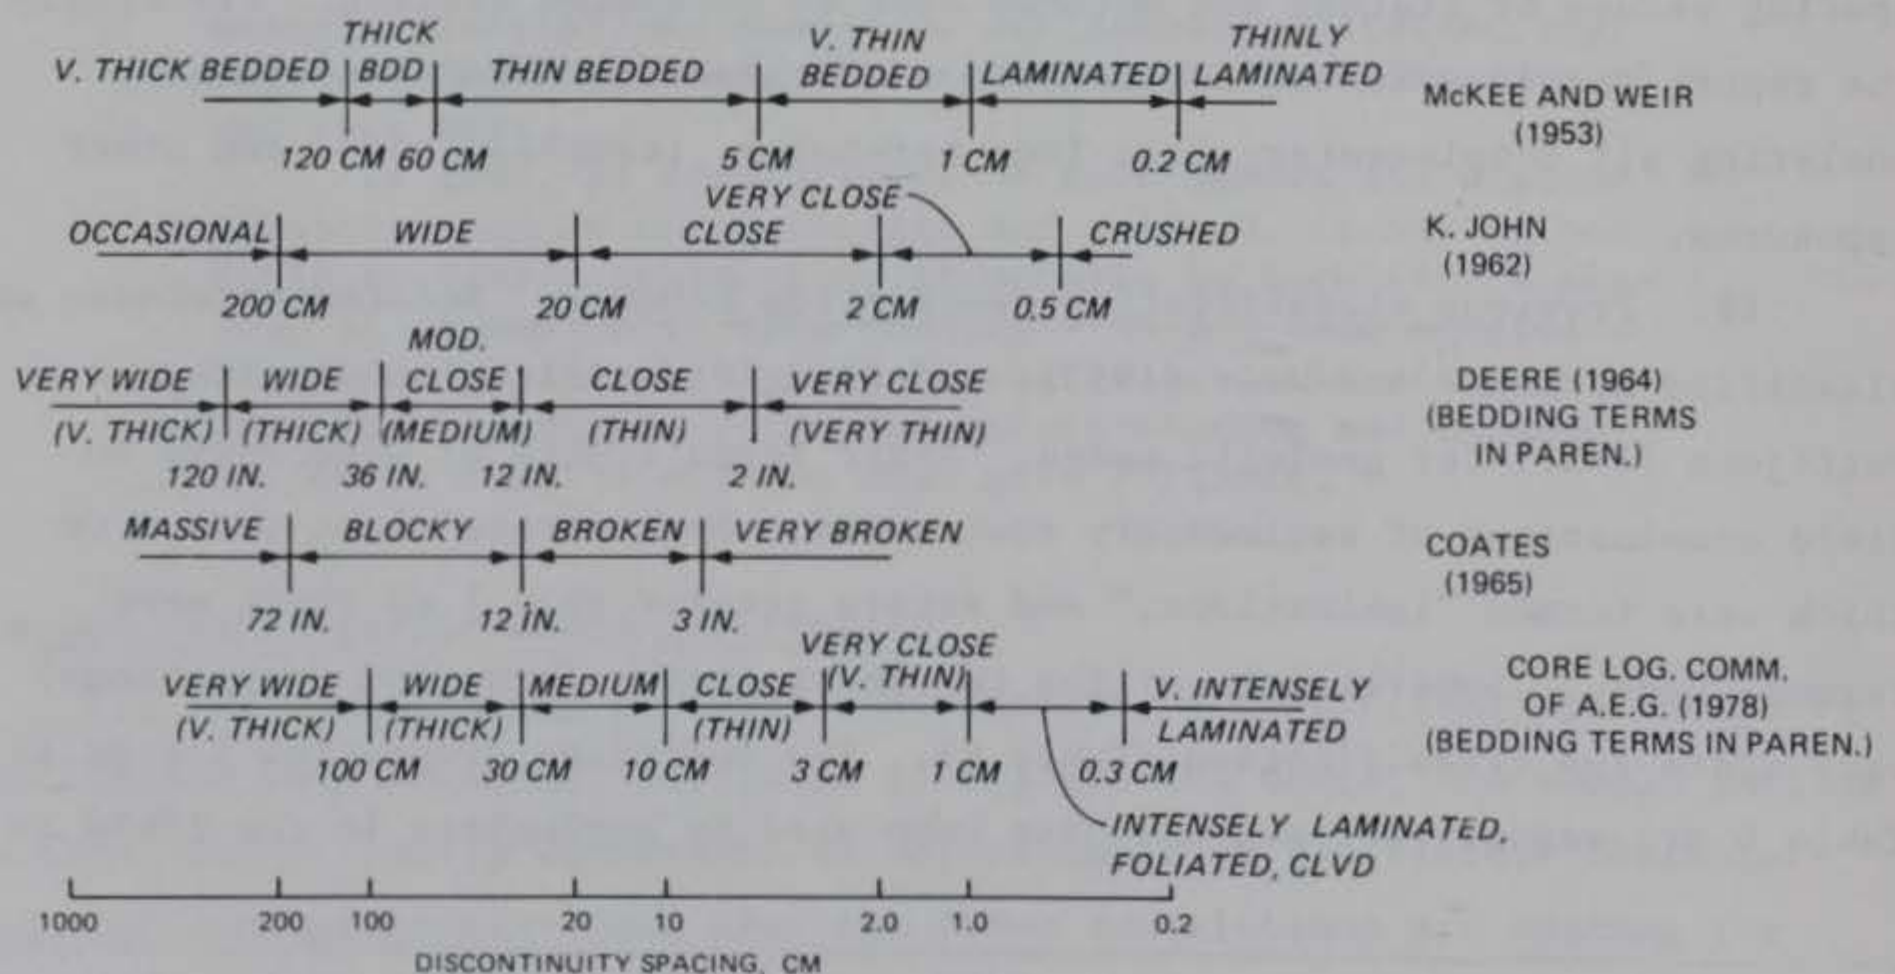 THICK
V. THIN
THINLY
V. THICK BEDDED BDD THIN BEDDED BEDDED LAMINATED LAMINATED
McKEE AND WEIR
(1953)
120 CM 60 CM 5 CM 1 CM 0.2 CM
VERY CLOSE
OCCASIONAL WIDE CLOSE CRUSHED
K. JOHN
(1962)
200 CM 20 CM 2 CM 0.5 CM
MOD.
VERY WIDE WIDE CLOSE CLOSE VERY CLOSE
(V. THICK) (THICK) (MEDIUM) (THIN) (VERY THIN)
DEERE (1964)
(BEDDING TERMS
IN PAREN.)
120 IN. 36 IN. 12 IN. 2 IN.
MASSIVE BLOCKY BROKEN VERY BROKEN
COATES
(1965)
72 IN. 12 IN. 3 IN.
VERY CLOSE
(V. THIN)
VERY WIDE WIDE MEDIUM CLOSE V. INTENSELY
(V. THICK) (THICK) (THIN) LAMINATED
CORE LOG. COMM.
OF A.E.G. (1978)
(BEDDING TERMS IN PAREN.)
100 CM 30 CM 10 CM 3 CM 1 CM 0.3 CM
INTENSELY LAMINATED,
FOLIATED, CLVD
1000 200 100 20 10 2.0 1.0 0.2
DISCONTINUITY SPACING, CM